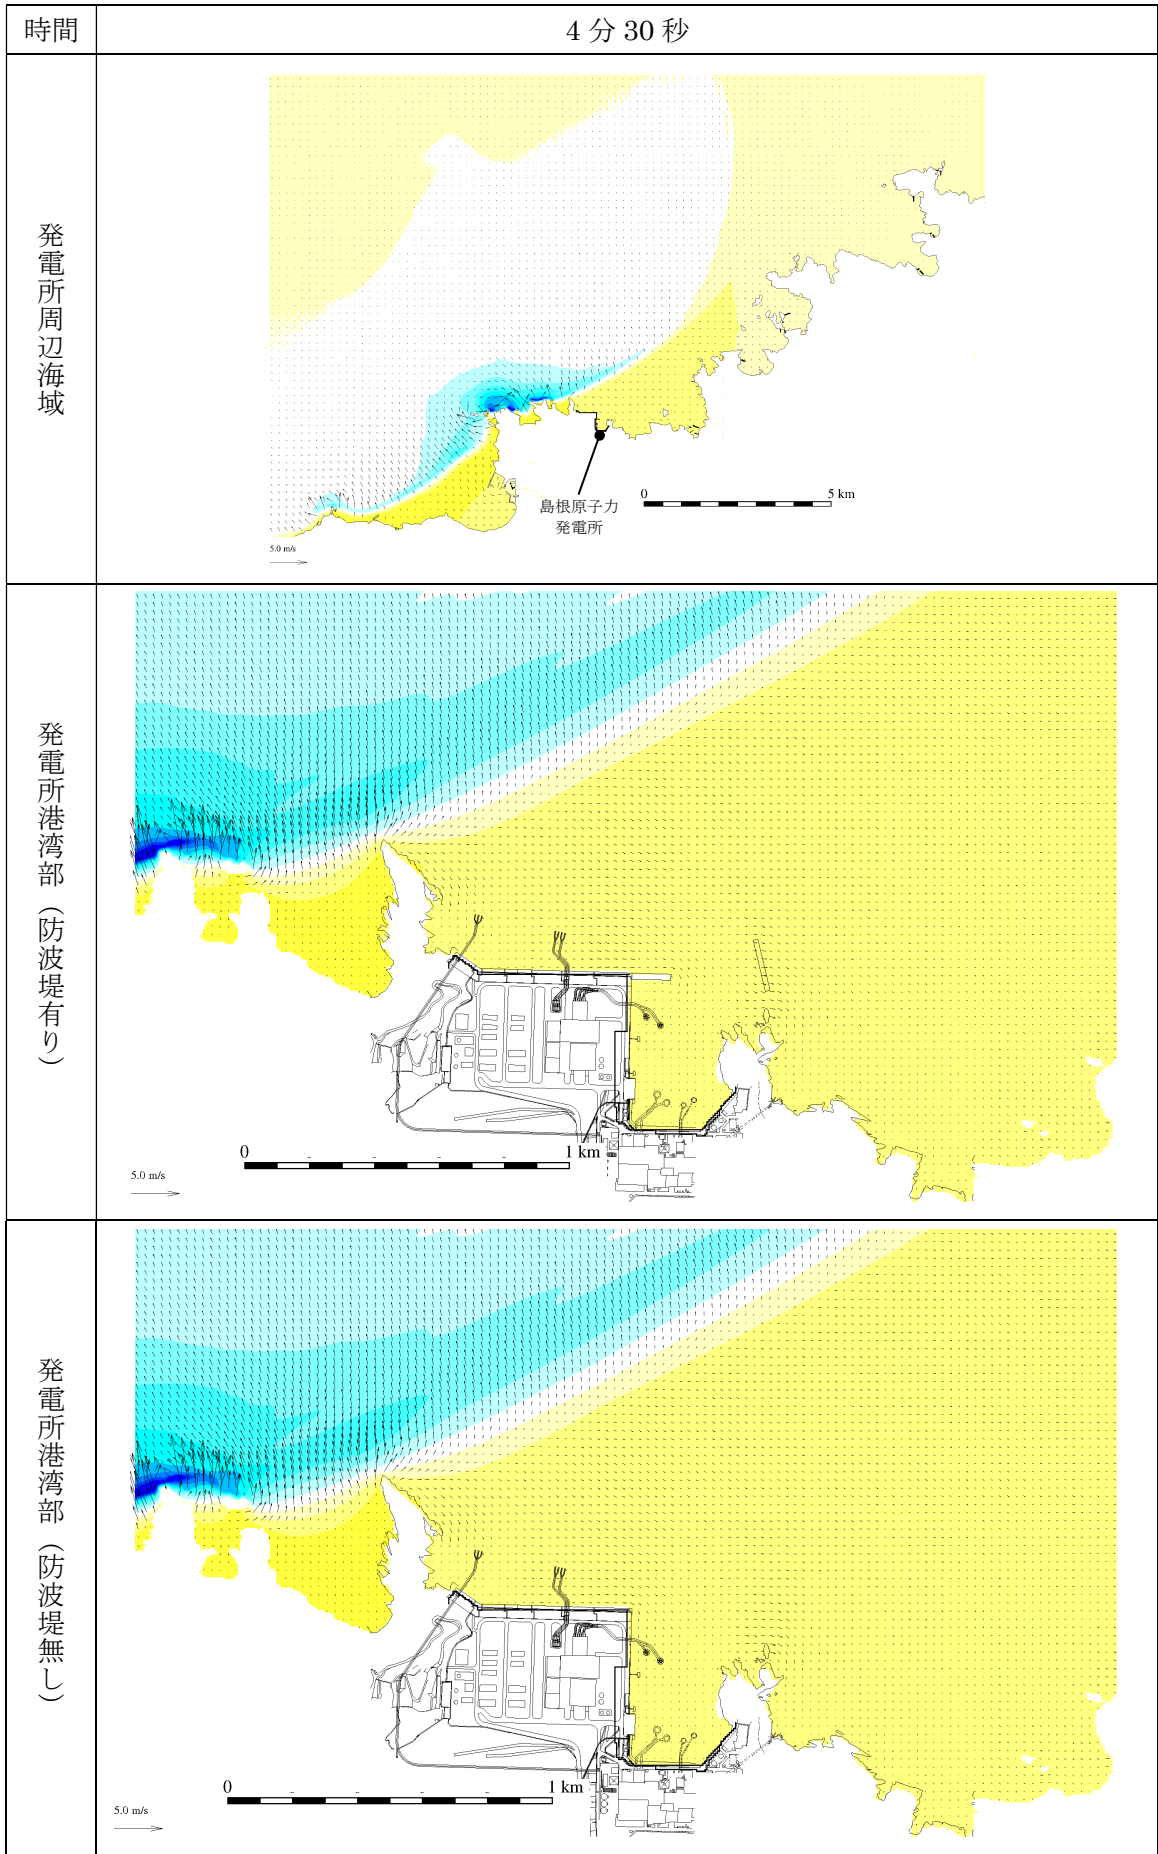 時間
4 分 30 秒
発電所周辺海域
島根原子力
発電所
0 5 km
5.0 m/s
発電所港湾部（防波堤有り）
0 1 km
5.0 m/s
発電所港湾部（防波堤無し）
0 1 km
5.0 m/s